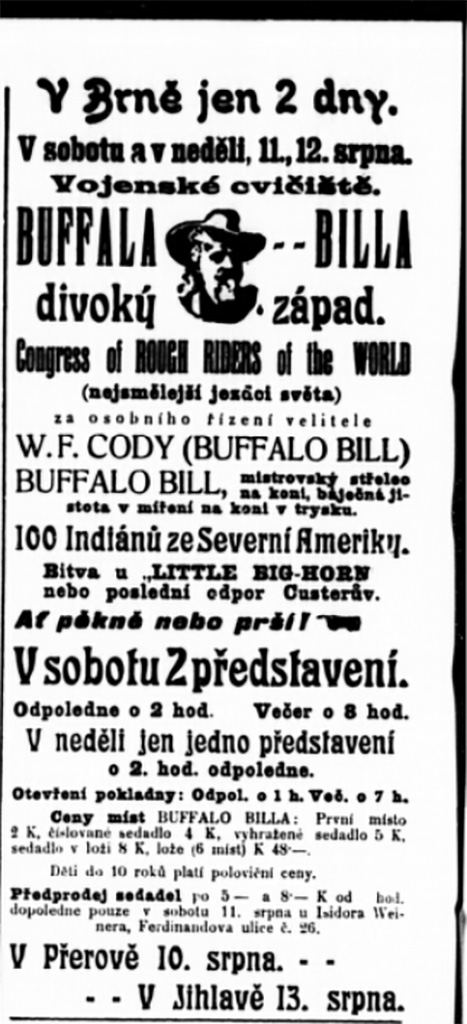 V Brně jen 2 dny.
V sobotu a v neděli, 11., 12. srpna.
Vojenské cvičiště.
BUFFALA -- BILLA
divoký západ.
Congress of ROUGH RIDERS of the WORLD
(nejsmělejší jezdci světa)
za osobního řízení velitele
W. F. CODY (BUFFALO BILL)
BUFFALO BILL, mistrovský střelec
na koni, báječná ji-
stota v míření na koni v trysku.
100 Indiánů ze Severní Ameriky.
Bitva u „LITTLE BIG-HORN
nebo poslední odpor Custerův.
Ať pěkně nebo prší!
V sobotu 2 představení.
Odpoledne o 2 hod. Večer o 8 hod.
V neděli jen jedno představení
o 2. hod. odpoledne.
Otevření pokladny: Odpol. o 1 h. Več. o 7 h.
Ceny míst BUFFALO BILLA: První místo
2 K, číslované sedadlo 4 K, vyhražené sedadlo 5 K,
sedadlo v loži 8 K, lože (6 míst) K 48·—.
Děti do 10 roků platí poloviční ceny.
Předprodej sedadel po 5— a 8·— K od hod.
dopoledne pouze v sobotu 11. srpna u Isidora Wei-
nera, Ferdinandova ulice č. 26.
V Přerově 10. srpna. - -
- - V Jihlavě 13. srpna.